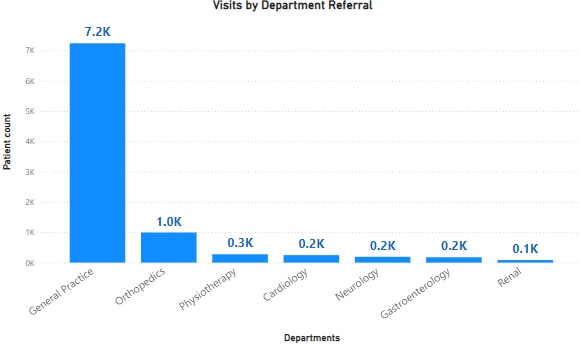 Visits by Department Referral
Patient count
7K
6K
5K
4K
3K
2K
1K
0K
7.2K
1.0K
0.3K
0.2K
0.2K
0.2K
0.1K
General Practice
Orthopedics
Physiotherapy
Cardiology
Neurology
Gastroenterology
Renal
Departments